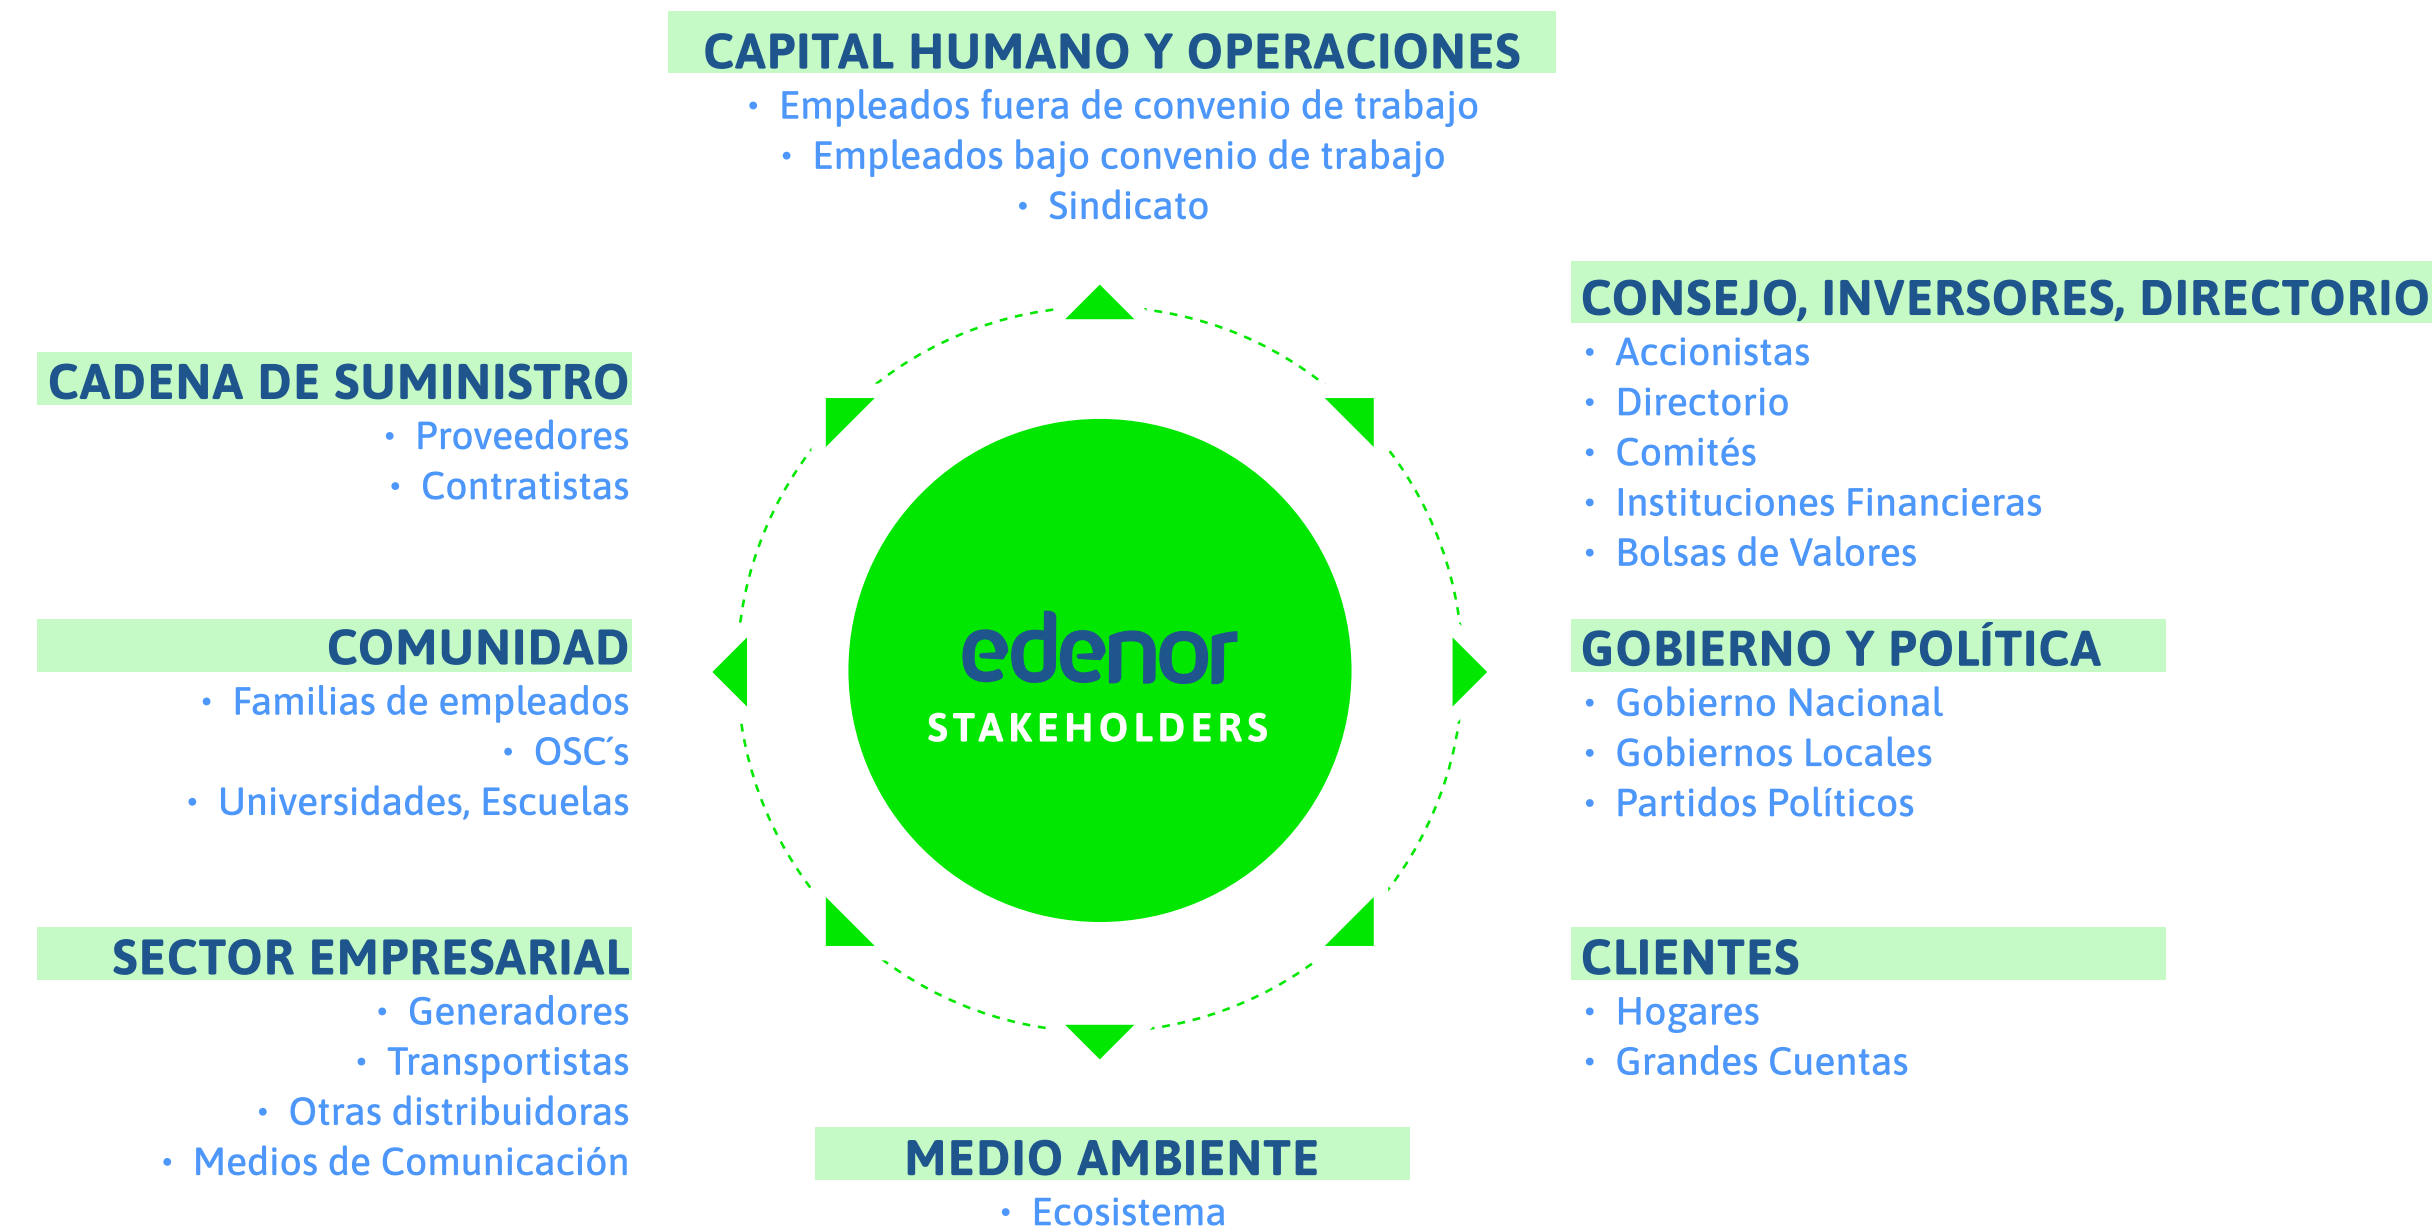 CAPITAL HUMANO Y OPERACIONES
• Empleados fuera de convenio de trabajo
• Empleados bajo convenio de trabajo
• Sindicato
CONSEJO, INVERSORES, DIRECTORIO
• Accionistas
• Directorio
• Comités
• Instituciones Financieras
• Bolsas de Valores
GOBIERNO Y POLÍTICA
• Gobierno Nacional
• Gobiernos Locales
• Partidos Políticos
CLIENTES
• Hogares
• Grandes Cuentas
MEDIO AMBIENTE
• Ecosistema
SECTOR EMPRESARIAL
• Generadores
• Transportistas
• Otras distribuidoras
• Medios de Comunicación
COMUNIDAD
• Familias de empleados
• OSC´s
• Universidades, Escuelas
CADENA DE SUMINISTRO
• Proveedores
• Contratistas
edenor
STAKEHOLDERS